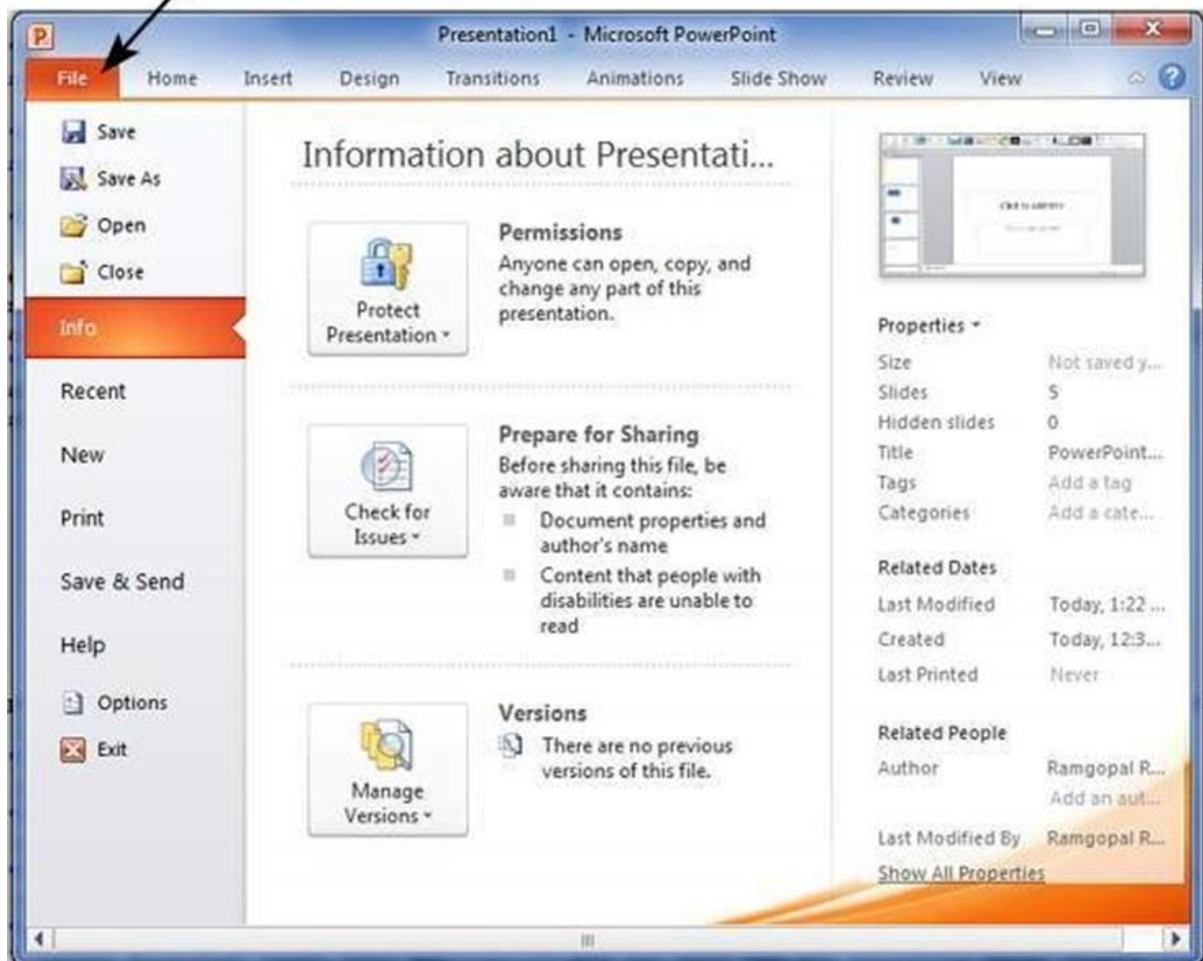 Presentation1 - Microsoft PowerPoint
File Home Insert Design Transitions Animations Slide Show Review View
Save
Save As
Open
Close
Info
Recent
New
Print
Save & Send
Help
Options
Exit
Information about Presentati...
Protect
Presentation
Permissions
Anyone can open, copy, and
change any part of this
presentation.
Check for
Issues
Prepare for Sharing
Before sharing this file, be
aware that it contains:
Document properties and
author's name
Content that people with
disabilities are unable to
read
Manage
Versions
Versions
There are no previous
versions of this file.
Properties
Size Not saved y...
Slides 5
Hidden slides 0
Title PowerPoint...
Tags Add a tag
Categories Add a cate...
Related Dates
Last Modified Today, 1:22 ...
Created Today, 12:3...
Last Printed Never
Related People
Author Ramgopal R...
Add an aut...
Last Modified By Ramgopal R...
Show All Properties